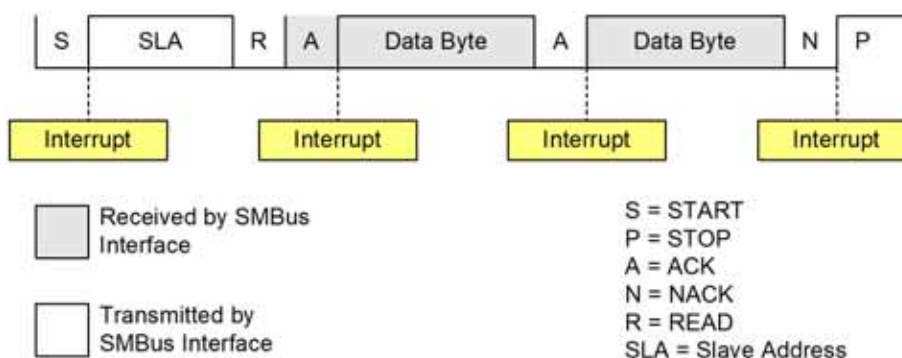 S SLA R A Data Byte A Data Byte N P
Interrupt Interrupt Interrupt Interrupt
Received by SMBus
Interface
Transmitted by
SMBus Interface
S = START
P = STOP
A = ACK
N = NACK
R = READ
SLA = Slave Address